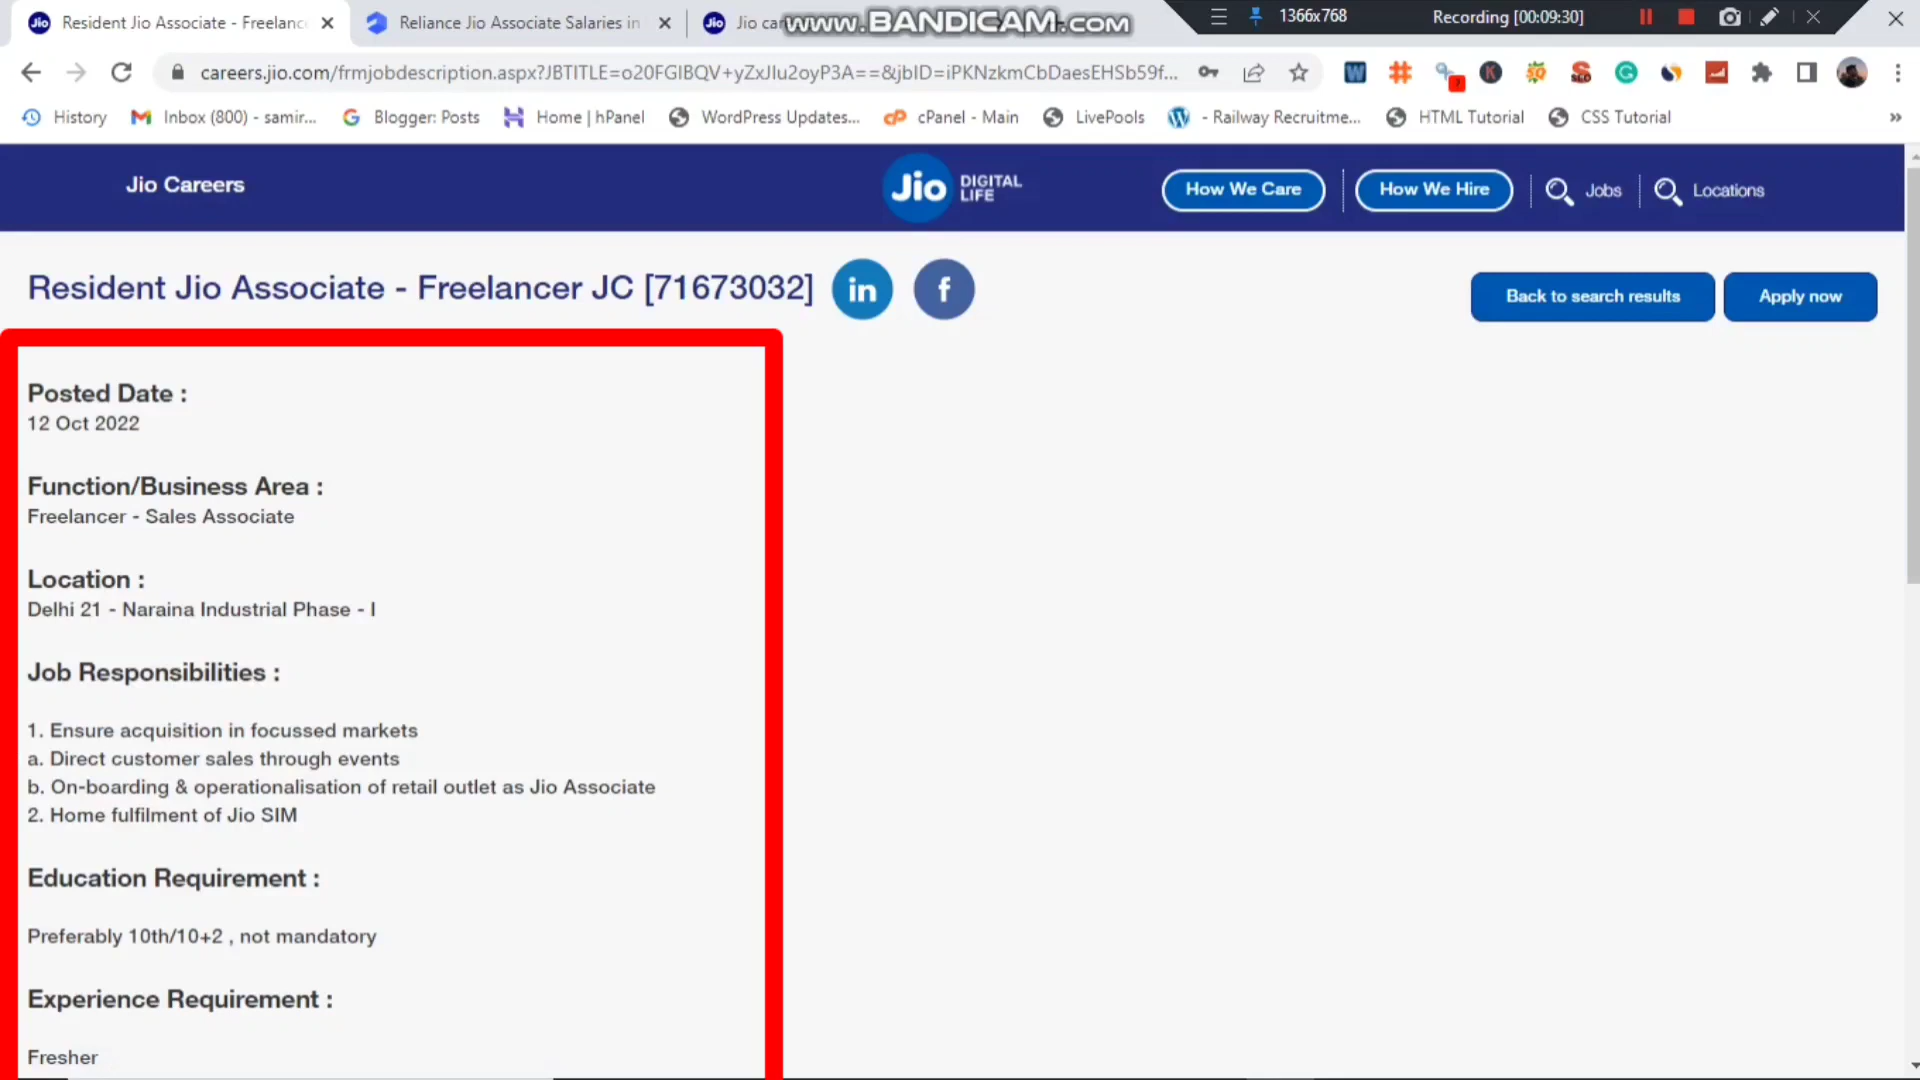 Resident Jio Associate - Freelanc
Reliance Jio Associate Salaries in
Jio ca
www.BANDICAM.com
1366x768
Recording [00:09:30]
careers.jio.com/frmjobdescription.aspx?JBTITLE=o20FGIBQV+yZxJIu2oyP3A==&jbID=iPKNzkmCbDaesEHSb59f...
History
Inbox (800) - samir...
Blogger: Posts
Home | hPanel
WordPress Updates...
cPanel - Main
LivePools
- Railway Recruitme...
HTML Tutorial
CSS Tutorial
Jio Careers
Jio DIGITAL LIFE
How We Care
How We Hire
Jobs
Locations
Resident Jio Associate - Freelancer JC [71673032]
in
f
Back to search results
Apply now
Posted Date :
12 Oct 2022
Function/Business Area :
Freelancer - Sales Associate
Location :
Delhi 21 - Naraina Industrial Phase - I
Job Responsibilities :
1. Ensure acquisition in focussed markets
a. Direct customer sales through events
b. On-boarding & operationalisation of retail outlet as Jio Associate
2. Home fulfilment of Jio SIM
Education Requirement :
Preferably 10th/10+2 , not mandatory
Experience Requirement :
Fresher